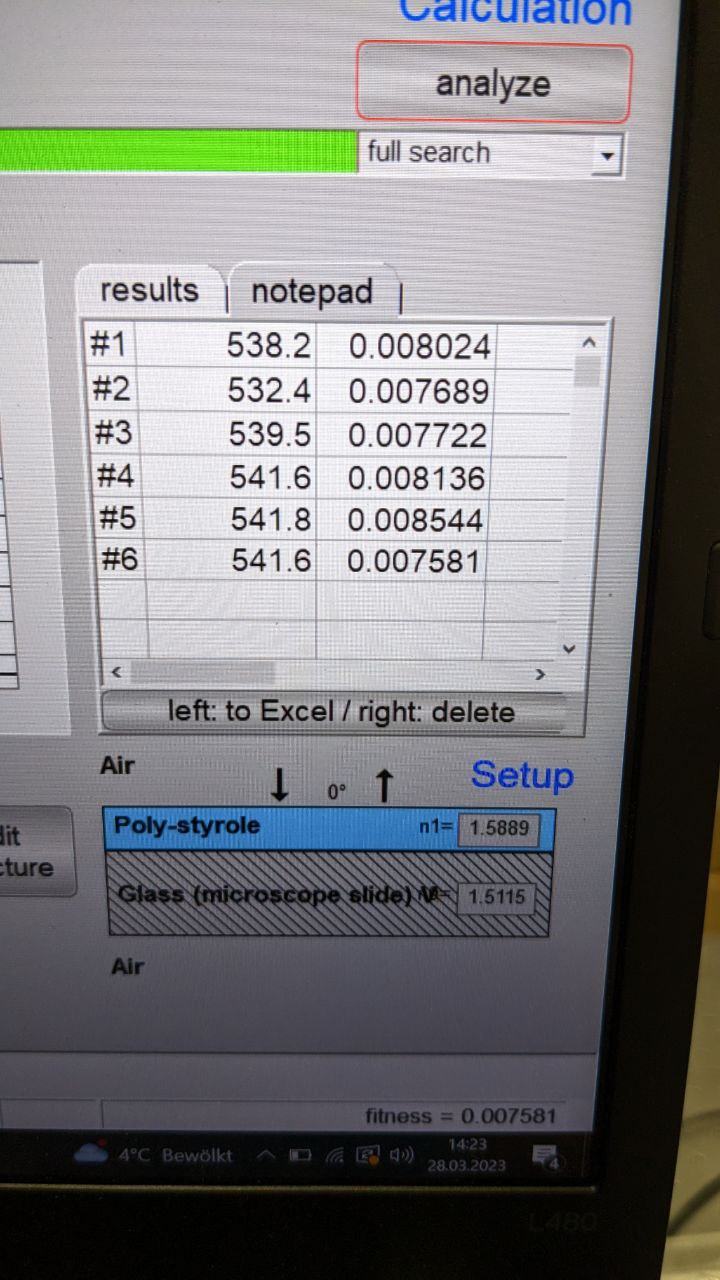 Calculation
analyze
full search
results notepad
#1 538.2 0.008024
#2 532.4 0.007689
#3 539.5 0.007722
#4 541.6 0.008136
#5 541.8 0.008544
#6 541.6 0.007581
left: to Excel / right: delete
Air
0°
Setup
Poly-styrole n1= 1.5889
Glass (microscope slide) 1.5115
Air
fitness = 0.007581
4°C Bewölkt
14:23
28.03.2023
4
L480